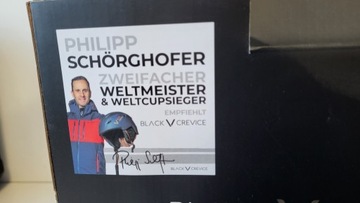 PHILIPP
SCHÖRGHOFER
ZWEIFACHER
WELTMEISTER
& WELTCUPSIEGER
EMPFIEHLT
BLACK CREVICE
BLACK CREVICE